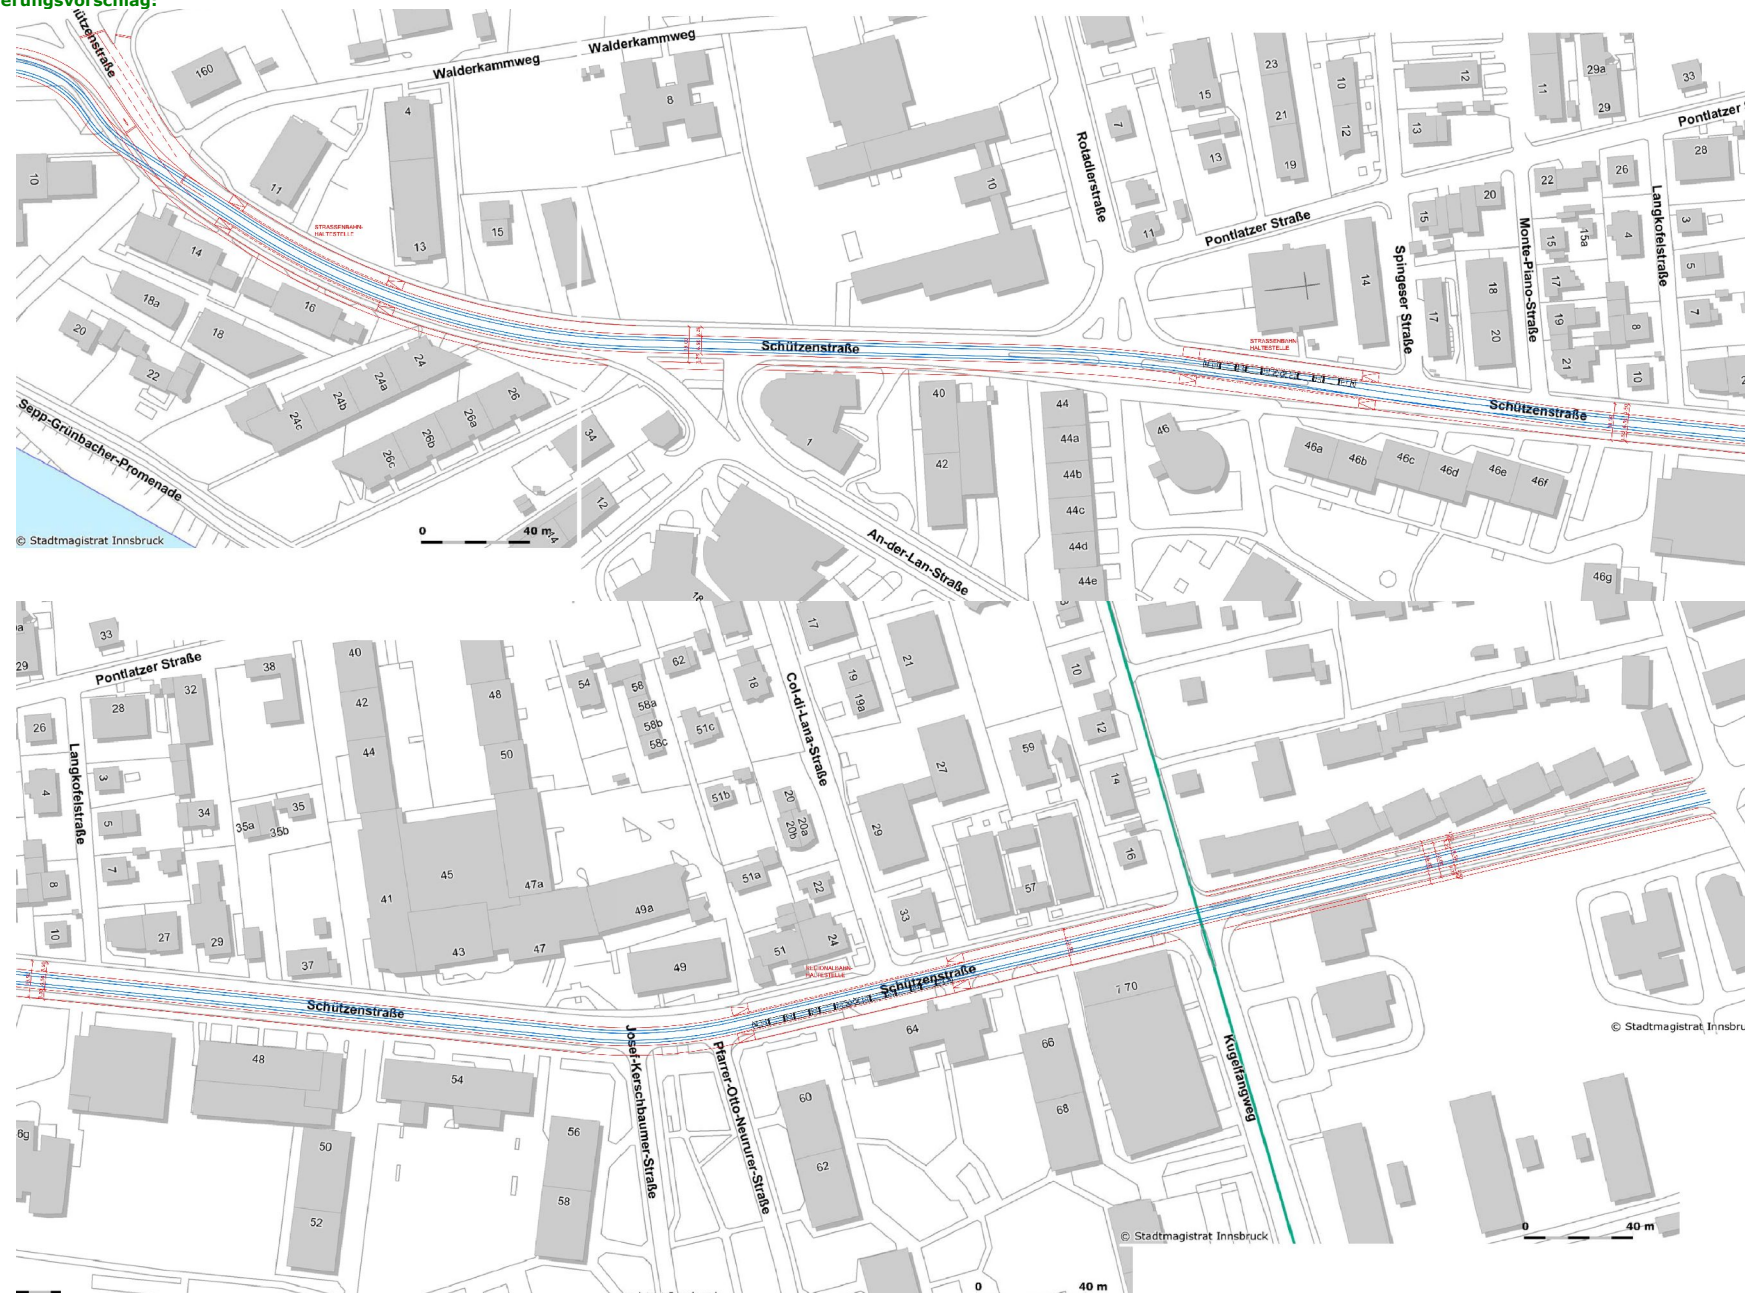 erungsvorschlag:
ützenstraße
Walderkammweg
Walderkammweg
160
4
8
11
13
15
10
14
16
18a
18
20
22
24
24a
24b
24c
26
26a
26b
26c
34
12
STRASSENBAHN-
HALTESTELLE
Sepp-Grünbacher-Promenade
© Stadtmagistrat Innsbruck
0
40 m
10
Rotadlerstraße
7
15
13
11
23
21
19
10
12
12
13
11
29a
29
33
Pontlatzer
Pontlatzer Straße
14
Spingeser Straße
15
20
17
18
20
Monte-Piano-Straße
22
26
28
15
15a
4
17
19
21
8
10
Langkofelstraße
3
5
7
STRASSENBAHN-
HALTESTELLE
Schützenstraße
Schützenstraße
1
40
42
44
44a
44b
44c
44d
44e
46
46a
46b
46c
46d
46e
46f
46g
An-der-Lan-Straße
18
33
29
Pontlatzer Straße
26
28
32
38
40
42
44
48
50
54
58
58a
58b
58c
62
18
51c
51b
Langkofelstraße
4
3
5
7
8
10
34
35a
35b
35
27
29
37
41
45
43
47a
47
49a
49
51a
51
20
20a
20b
22
24
Col-di-Lana-Straße
17
19
19a
21
27
29
33
59
57
10
12
14
16
REGIONALBAHN-
HALTESTELLE
Schützenstraße
Schützenstraße
48
54
50
52
56
58
Josef-Kerschbaumer-Straße
Pfarrer-Otto-Neururer-Straße
60
62
64
66
68
70
Kugelfangweg
© Stadtmagistrat Innsbru
© Stadtmagistrat Innsbruck
0
40 m
0
40 m